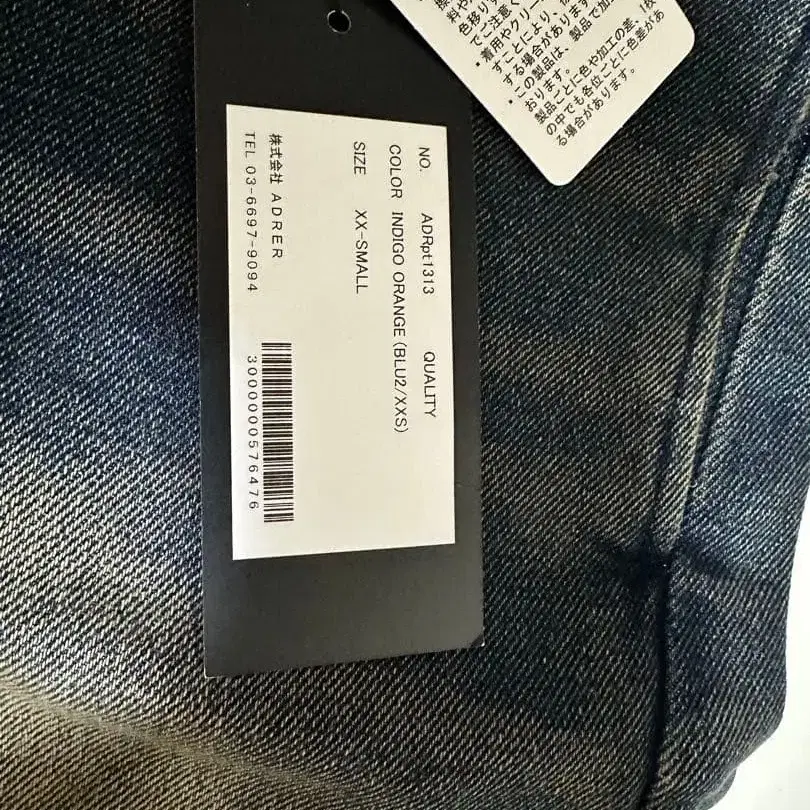 NO. ADRpt1313 QUALITY
COLOR INDIGO ORANGE (BLU2/XXS)
SIZE XX-SMALL
3000000576476
株式会社 ADRER
TEL 03-6697-9094
色移り
でご注意く
・着用やクリー
すことにより、
する場合があります
・この製品は、製品で加
おります。
製品ごとに色や加工の差、1枚
の中でも各位ごとに色差があ
る場合があります。